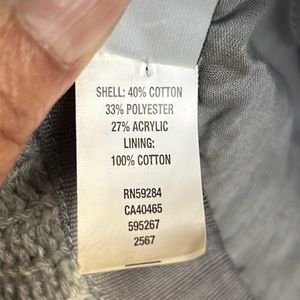 SHELL: 40% COTTON
33% POLYESTER
27% ACRYLIC
LINING:
100% COTTON
RN59284
CA40465
595267
2567